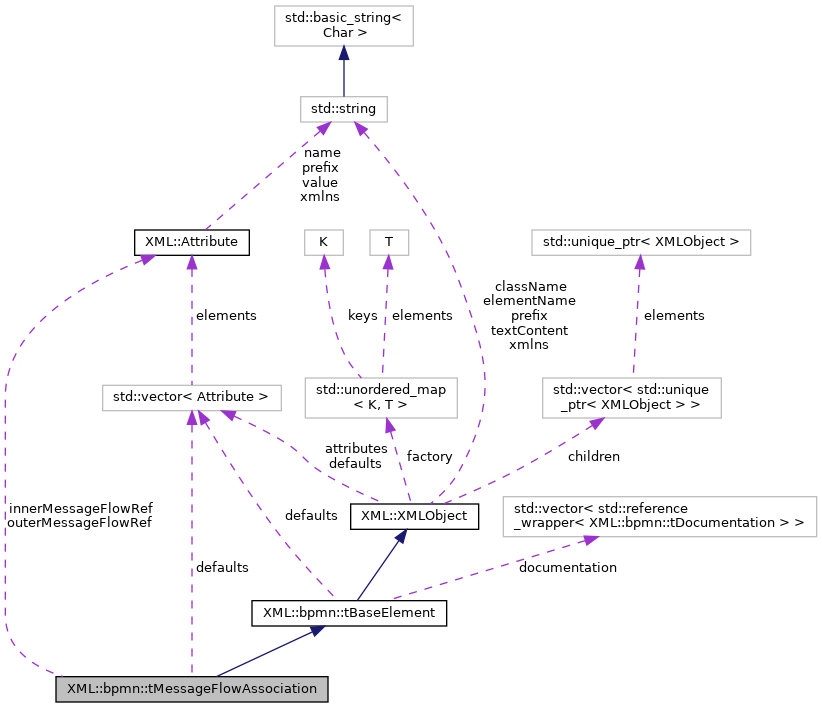 std::basic_string<
Char >
std::string
name
prefix
value
xmlns
XML::Attribute
K
T
std::unique_ptr< XMLObject >
className
elementName
prefix
textContent
xmlns
elements
keys
elements
elements
std::vector< Attribute >
std::unordered_map
< K, T >
std::vector< std::unique
_ptr< XMLObject > >
attributes
defaults
factory
children
innerMessageFlowRef
outerMessageFlowRef
defaults
XML::XMLObject
std::vector< std::reference
_wrapper< XML::bpmn::tDocumentation > >
defaults
documentation
XML::bpmn::tBaseElement
XML::bpmn::tMessageFlowAssociation